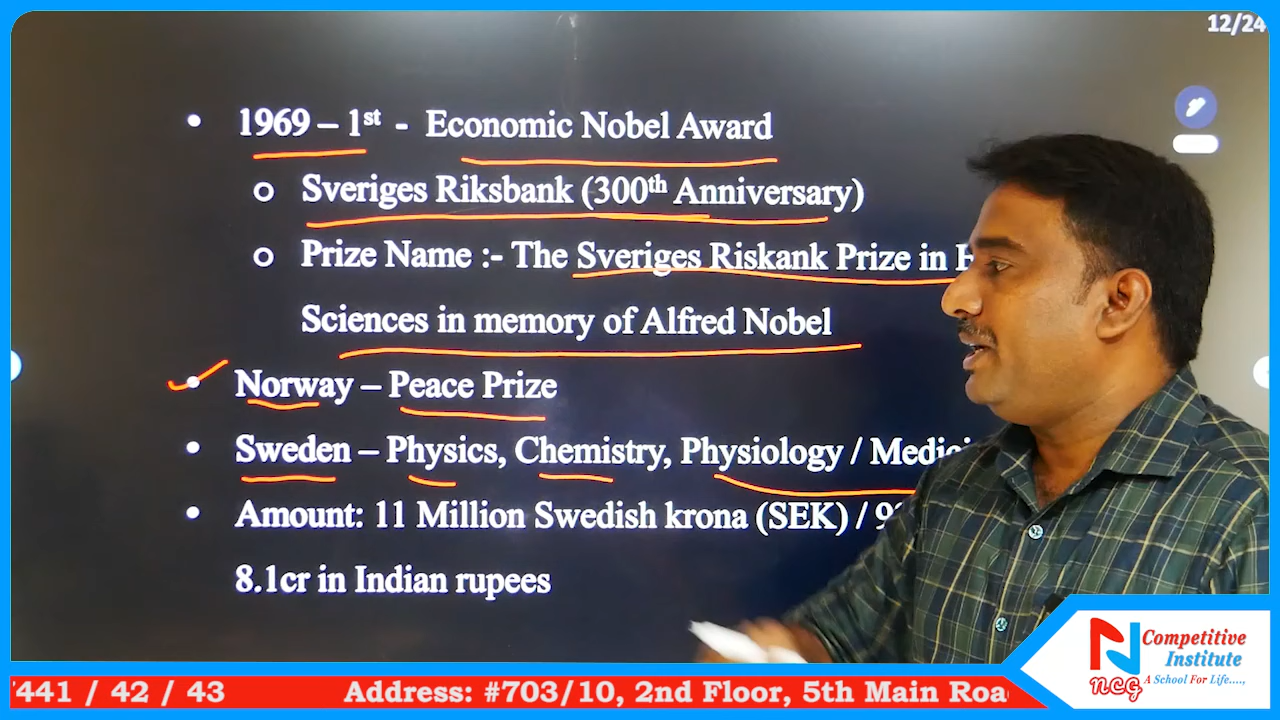 12/24
1969 – 1st - Economic Nobel Award
Sveriges Riksbank (300th Anniversary)
Prize Name :- The Sveriges Riskank Prize in
Sciences in memory of Alfred Nobel
Norway – Peace Prize
Sweden – Physics, Chemistry, Physiology /
Amount: 11 Million Swedish krona (SEK) /
8.1cr in Indian rupees
Competitive
Institute
ncg A School For Life....,
441 / 42 / 43 Address: #703/10, 2nd Floor, 5th Main